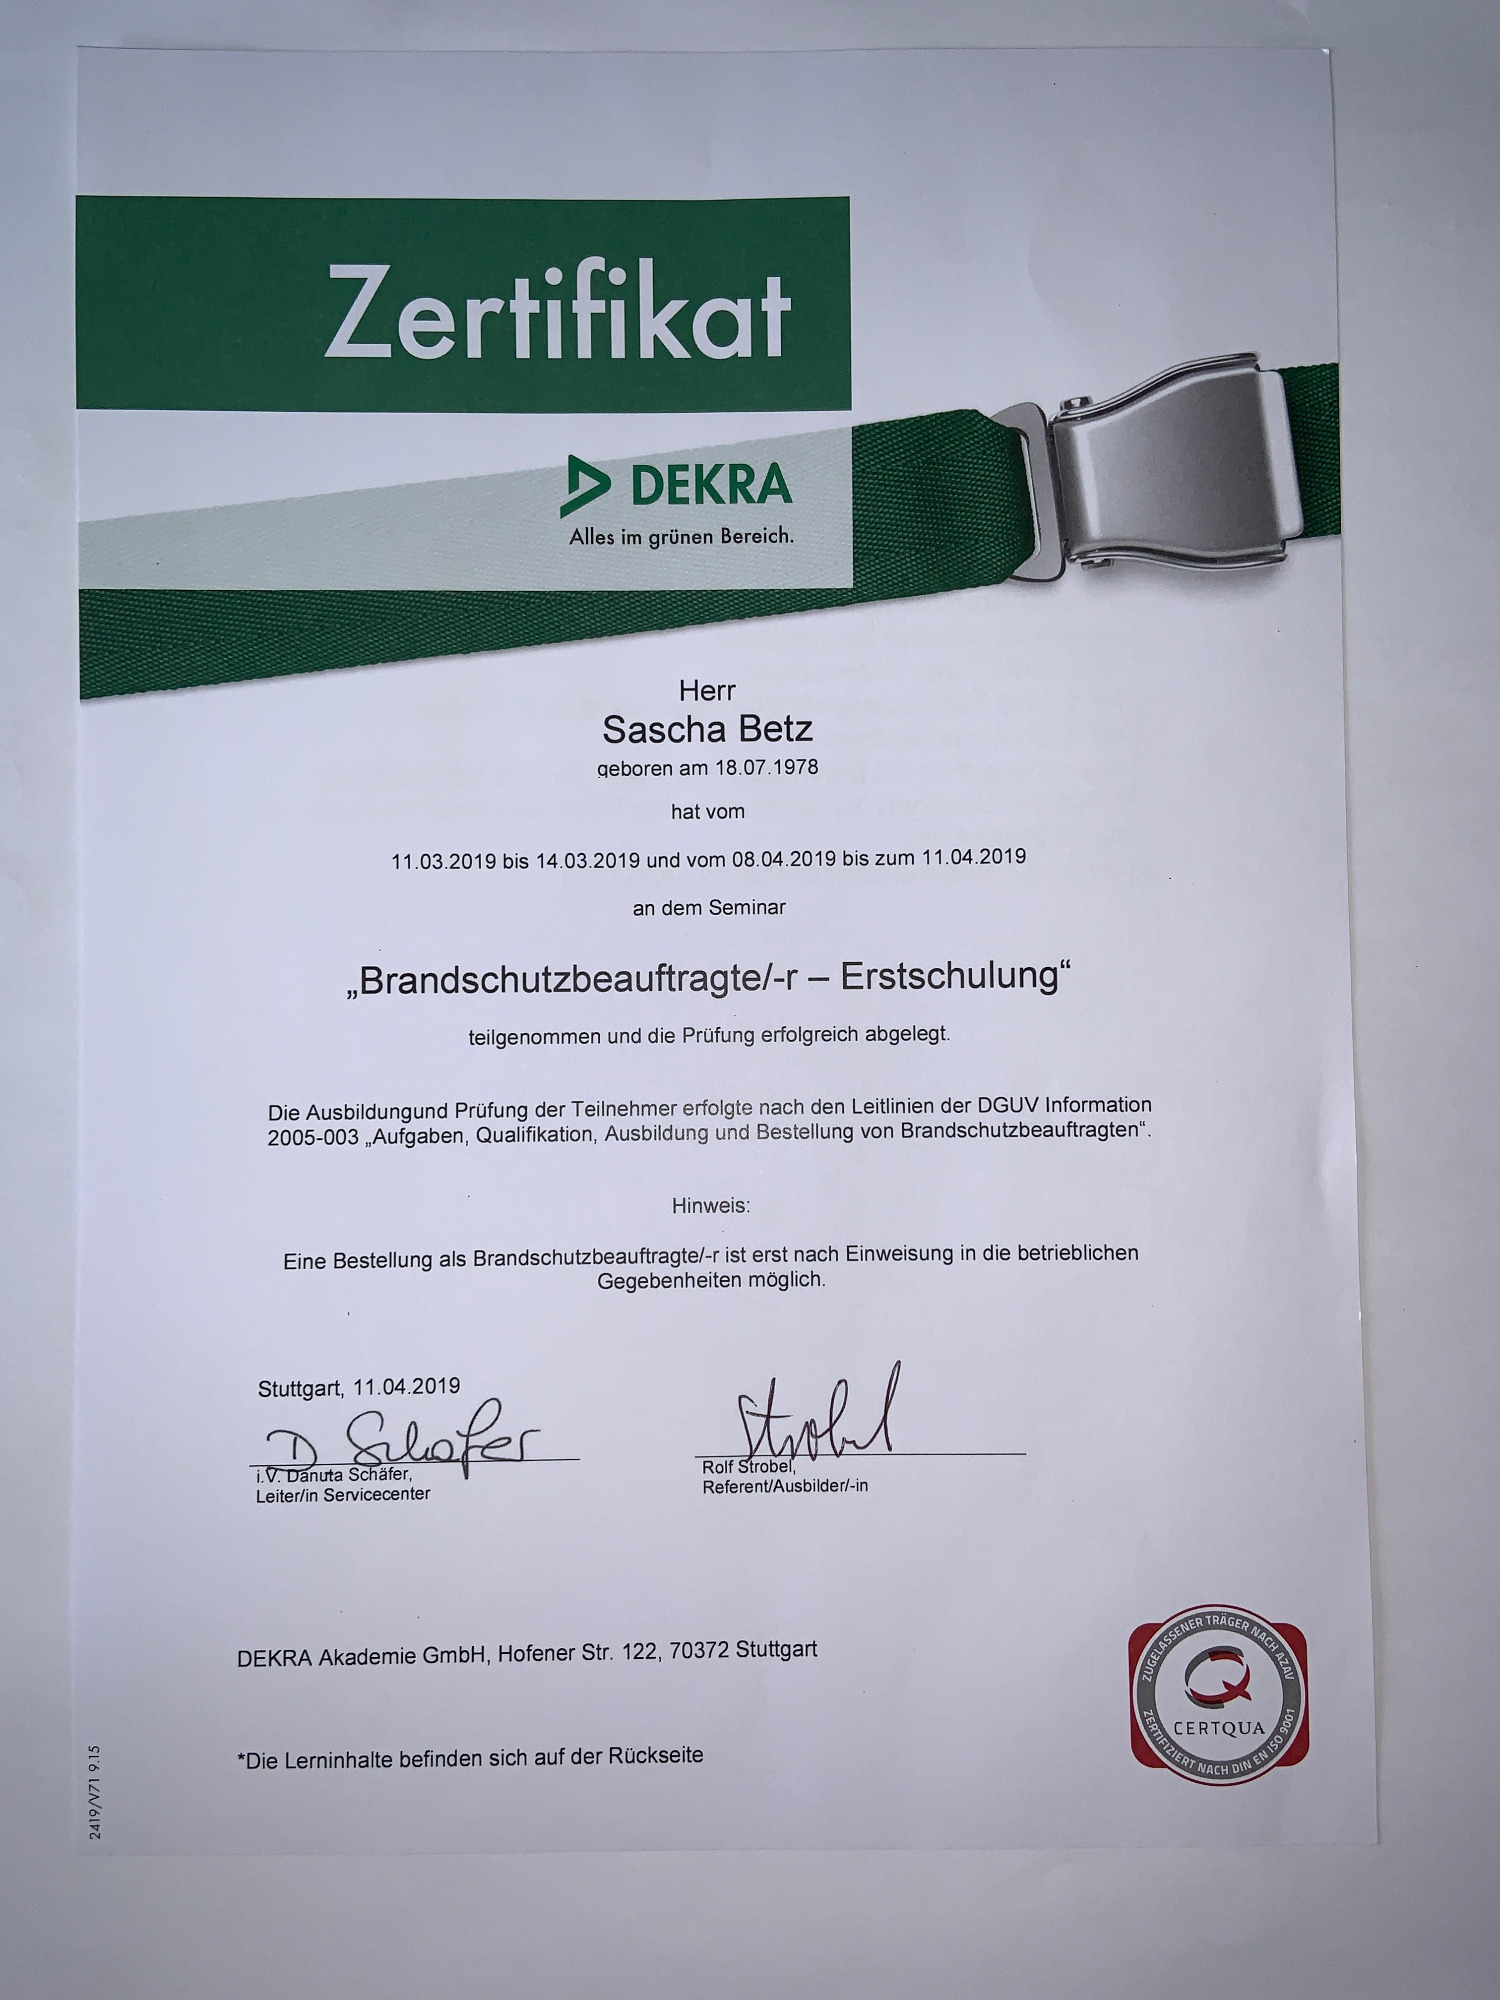 Zertifikat
DEKRA
Alles im grünen Bereich.
Herr
Sascha Betz
geboren am 18.07.1978
hat vom
11.03.2019 bis 14.03.2019 und vom 08.04.2019 bis zum 11.04.2019
an dem Seminar
„Brandschutzbeauftragte/-r – Erstschulung“
teilgenommen und die Prüfung erfolgreich abgelegt.
Die Ausbildungund Prüfung der Teilnehmer erfolgte nach den Leitlinien der DGUV Information
2005-003 „Aufgaben, Qualifikation, Ausbildung und Bestellung von Brandschutzbeauftragten“.
Hinweis:
Eine Bestellung als Brandschutzbeauftragte/-r ist erst nach Einweisung in die betrieblichen
Gegebenheiten möglich.
Stuttgart, 11.04.2019
D Schäfer
i.V. Danuta Schäfer,
Leiter/in Servicecenter
Strobel
Rolf Strobel,
Referent/Ausbilder/-in
DEKRA Akademie GmbH, Hofener Str. 122, 70372 Stuttgart
ZUGELASSENER TRÄGER NACH AZAV
CERTQUA
ZERTIFIZIERT NACH DIN EN ISO 9001
*Die Lerninhalte befinden sich auf der Rückseite
2419/V71 9.15